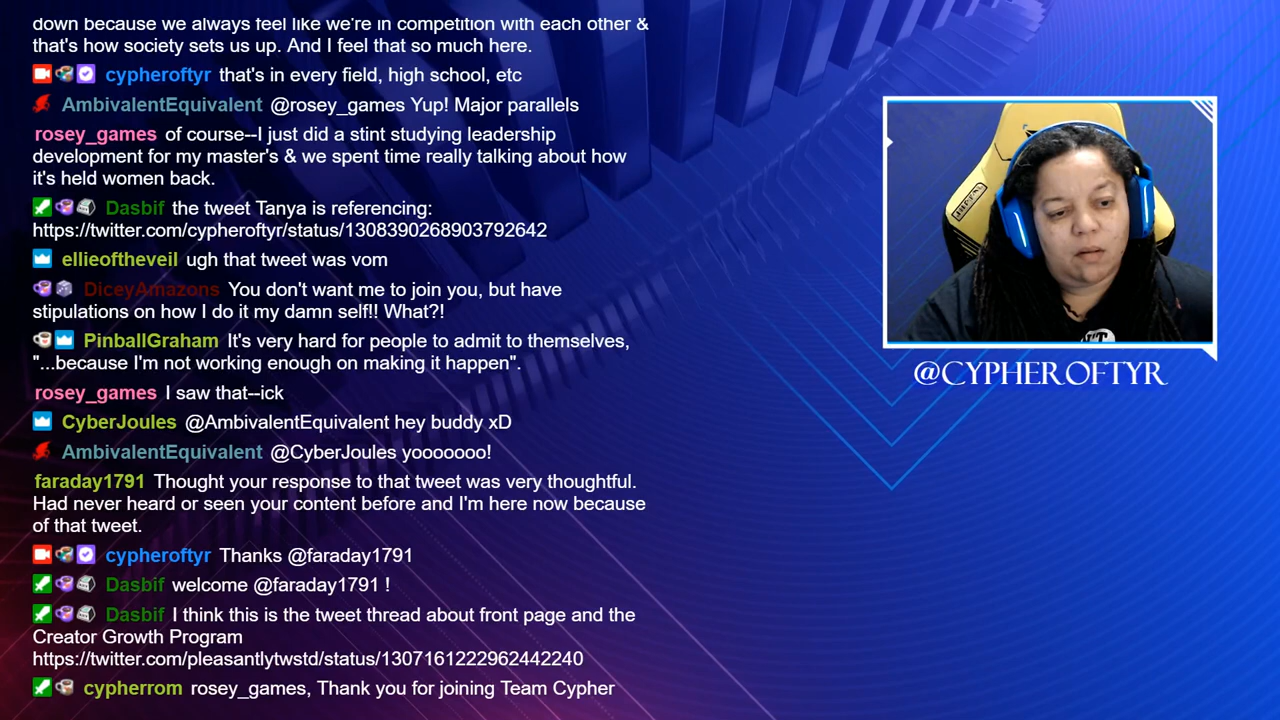 down because we always feel like we're in competition with each other &
that's how society sets us up. And I feel that so much here.
cypheroftyr that's in every field, high school, etc
AmbivalentEquivalent @rosey_games Yup! Major parallels
rosey_games of course--I just did a stint studying leadership
development for my master's & we spent time really talking about how
it's held women back.
Dasbif the tweet Tanya is referencing:
https://twitter.com/cypheroftyr/status/1308390268903792642
ellieoftheveil ugh that tweet was vom
DiceyAmazons You don't want me to join you, but have
stipulations on how I do it my damn self!! What?!
PinballGraham It's very hard for people to admit to themselves,
"...because I'm not working enough on making it happen".
rosey_games I saw that--ick
CyberJoules @AmbivalentEquivalent hey buddy xD
AmbivalentEquivalent @CyberJoules yooooooo!
faraday1791 Thought your response to that tweet was very thoughtful.
Had never heard or seen your content before and I'm here now because
of that tweet.
cypheroftyr Thanks @faraday1791
Dasbif welcome @faraday1791 !
Dasbif I think this is the tweet thread about front page and the
Creator Growth Program
https://twitter.com/pleasantlytwstd/status/1307161222962442240
cypherrom rosey_games, Thank you for joining Team Cypher
@CYPHEROFTYR